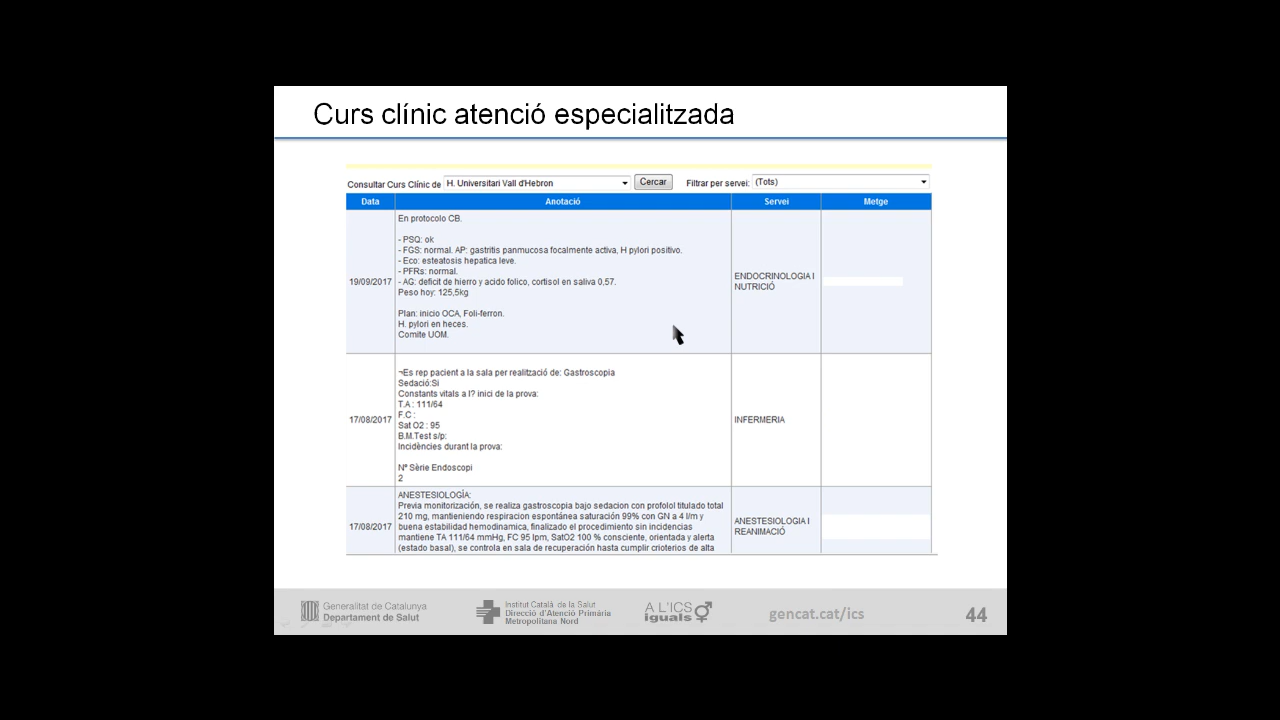 Curs clínic atenció especialitzada
Consultar Curs Clínic de H. Universitari Vall d'Hebron Cercar Filtrar per servei: (Tots)
Data Anotació Servei Metge
19/09/2017
En protocolo CB.
- PSQ: ok
- FGS: normal. AP: gastritis panmucosa focalmente activa, H pylori positivo.
- Eco: esteatosis hepatica leve.
- PFRs: normal.
- AG: deficit de hierro y acido folico, cortisol en saliva 0,57.
Peso hoy: 125,5kg
Plan: inicio OCA, Foli-ferron.
H. pylori en heces.
Comite UOM.
ENDOCRINOLOGIA I
NUTRICIÓ
17/08/2017
¬Es rep pacient a la sala per realització de: Gastroscopia
Sedació:Si
Constants vitals a l? inici de la prova:
T.A : 111/64
F.C :
Sat O2 : 95
B.M.Test s/p:
Incidències durant la prova:
Nº Sèrie Endoscopi
2
INFERMERIA
17/08/2017
ANESTESIOLOGÍA:
Previa monitorización, se realiza gastroscopia bajo sedacion con profolol titulado total
210 mg, manteniendo respiracion espontánea saturación 99% con GN a 4 l/m y
buena estabilidad hemodinamica, finalizado el procedimiento sin incidencias
mantiene TA 111/64 mmHg, FC 95 lpm, SatO2 100 % consciente, orientada y alerta
(estado basal), se controla en sala de recuperación hasta cumplir crioterios de alta
ANESTESIOLOGIA I
REANIMACIÓ
Generalitat de Catalunya
Departament de Salut
Institut Català de la Salut
Direcció d'Atenció Primària
Metropolitana Nord
A L'ICS
iguals
gencat.cat/ics
44